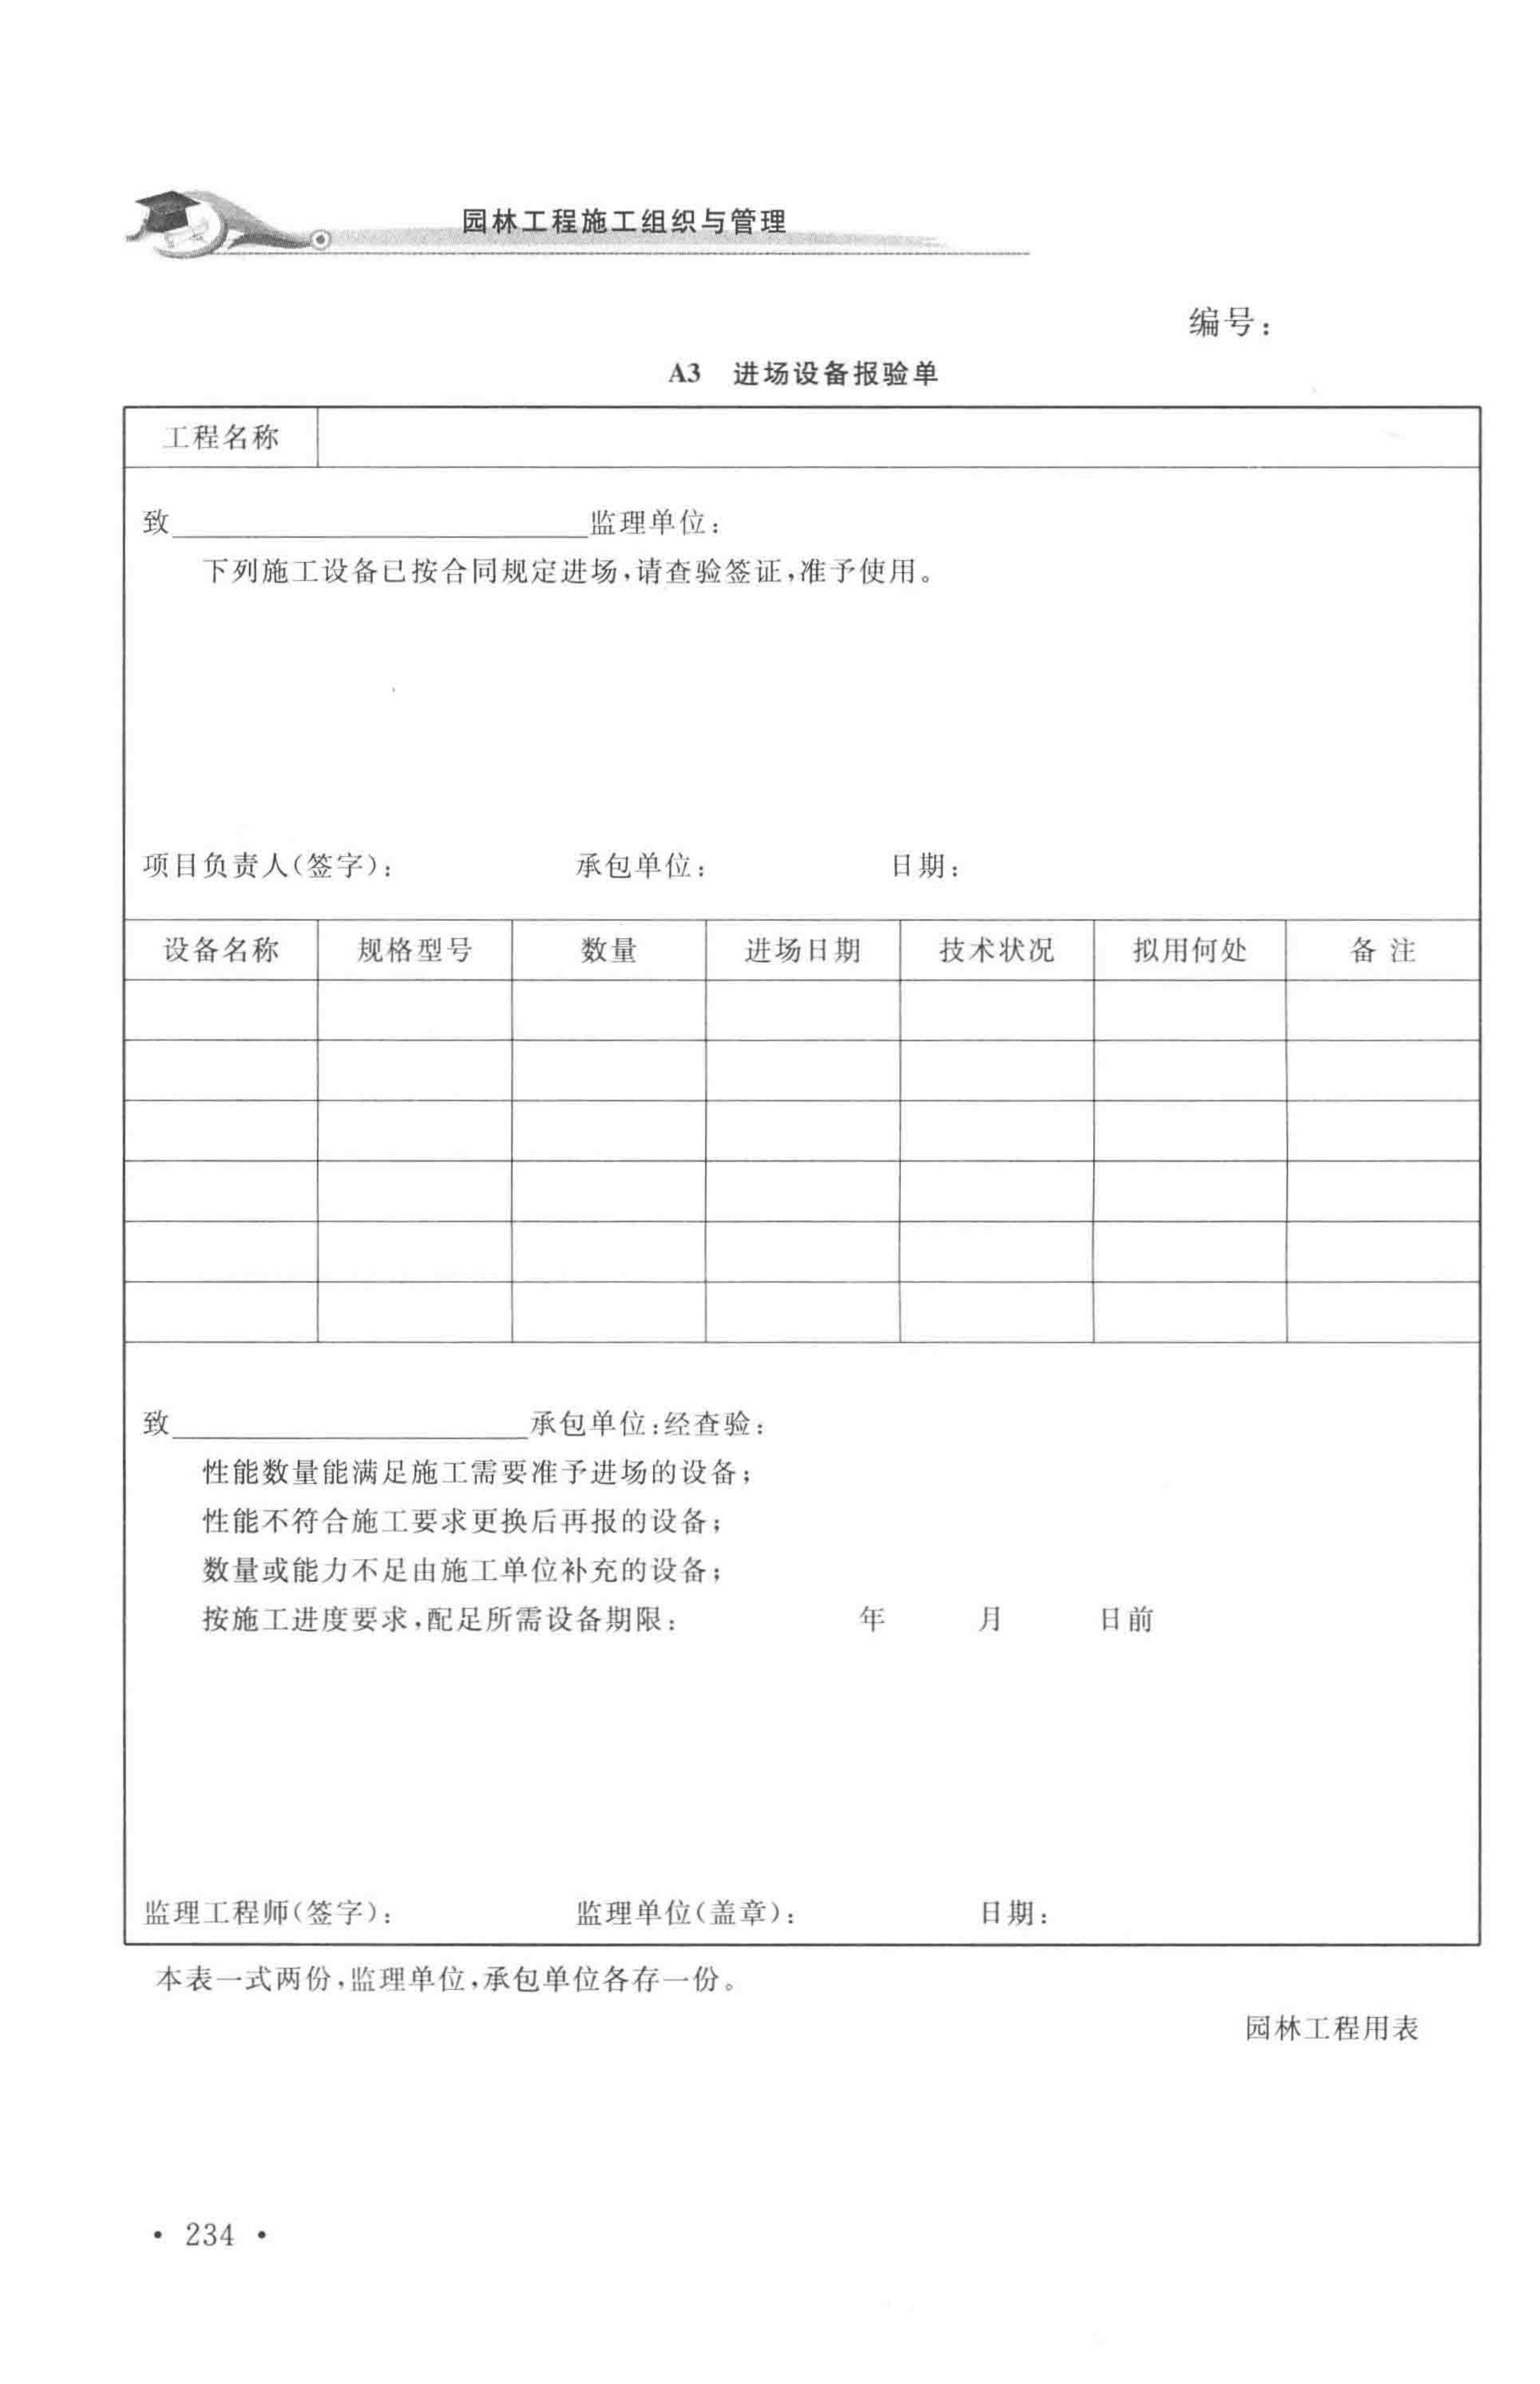 园林工程施工组织与管理
编号:
A3 进场设备报验单
工程名称
致____________监理单位:
下列施工设备已按合同规定进场,请查验签证,准予使用。
项目负责人(签字): 承包单位: 日期:
设备名称 规格型号 数量 进场日期 技术状况 拟用何处 备 注
致____________承包单位:经查验:
性能数量能满足施工需要准予进场的设备;
性能不符合施工要求更换后再报的设备;
数量或能力不足由施工单位补充的设备;
按施工进度要求,配足所需设备期限: 年 月 日前
监理工程师(签字): 监理单位(盖章): 日期:
本表一式两份,监理单位,承包单位各存一份。
园林工程用表
· 234 ·